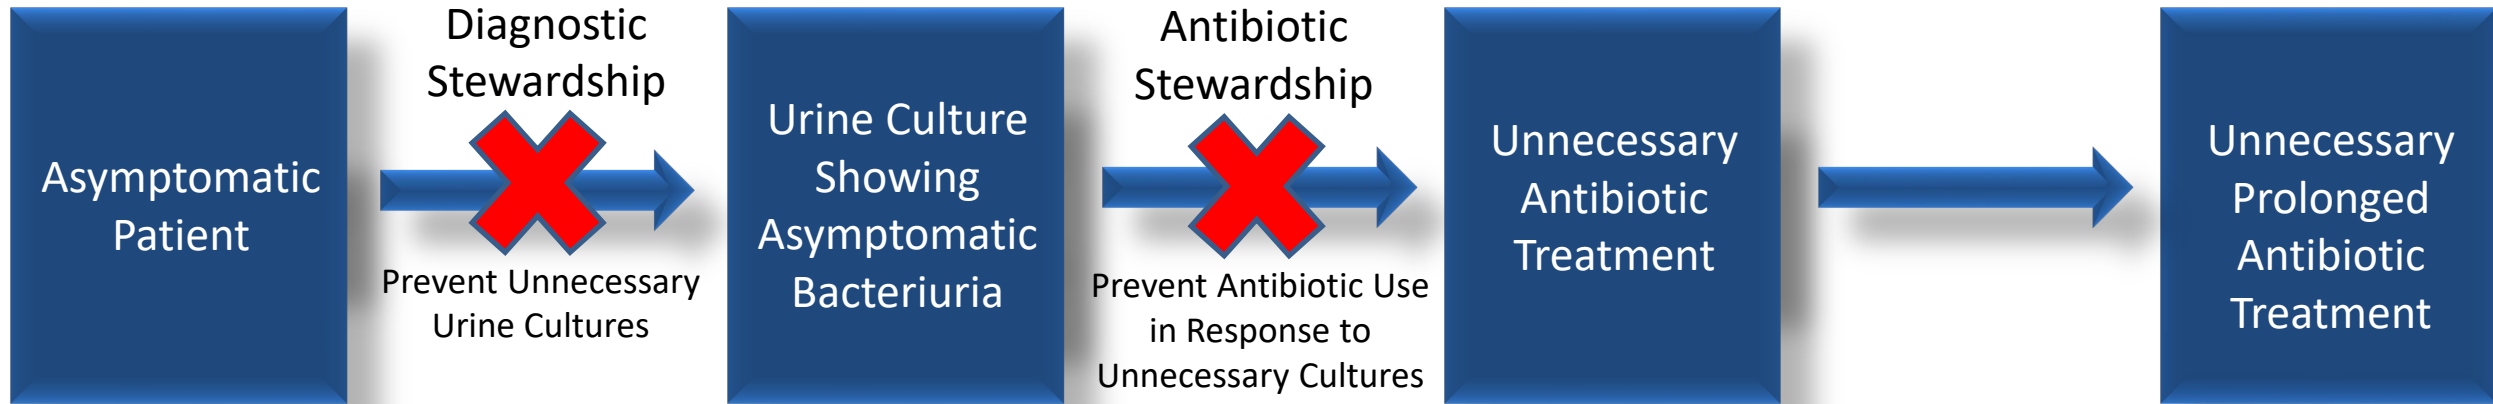 Asymptomatic
Patient
Diagnostic
Stewardship
Prevent Unnecessary
Urine Cultures
Urine Culture
Showing
Asymptomatic
Bacteriuria
Antibiotic
Stewardship
Prevent Antibiotic Use
in Response to
Unnecessary Cultures
Unnecessary
Antibiotic
Treatment
Unnecessary
Prolonged
Antibiotic
Treatment